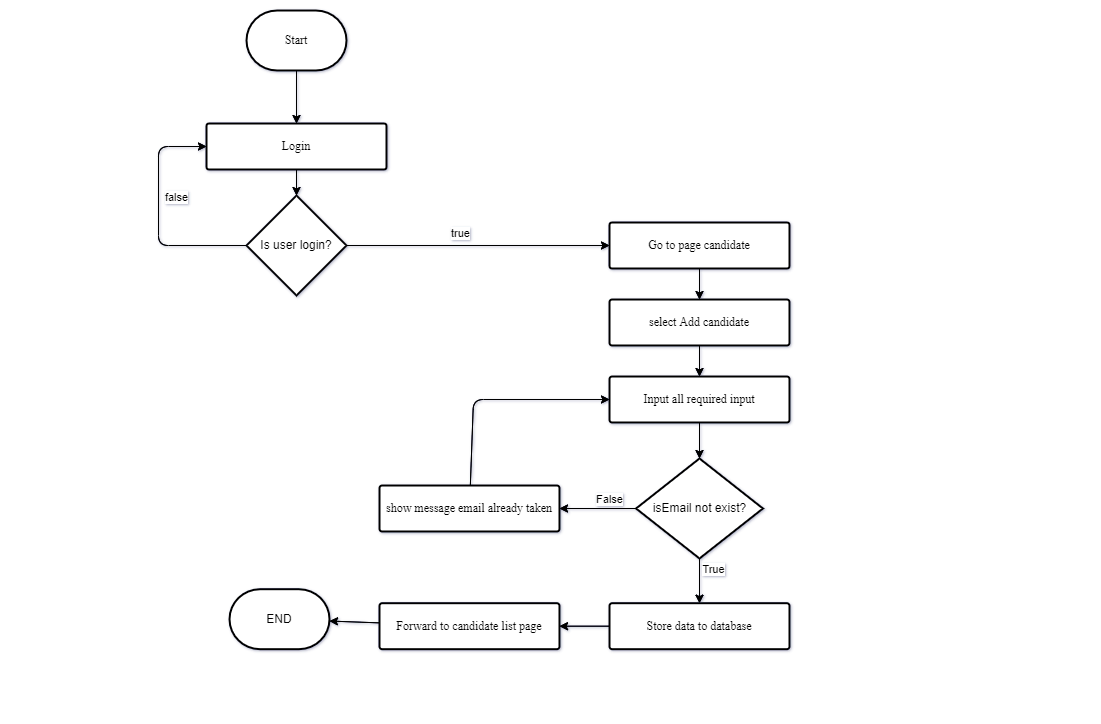 Start
Login
false
Is user login?
true
Go to page candidate
select Add candidate
Input all required input
isEmail not exist?
False
show message email already taken
True
Store data to database
Forward to candidate list page
END